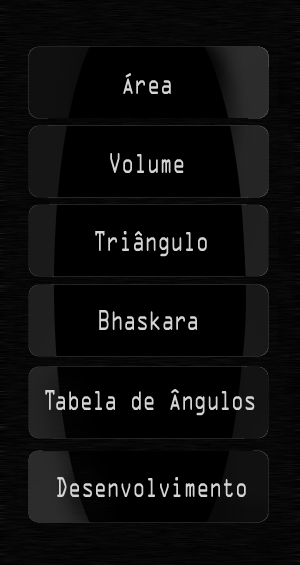 Área
Volume
Triângulo
Bhaskara
Tabela de Ângulos
Desenvolvimento